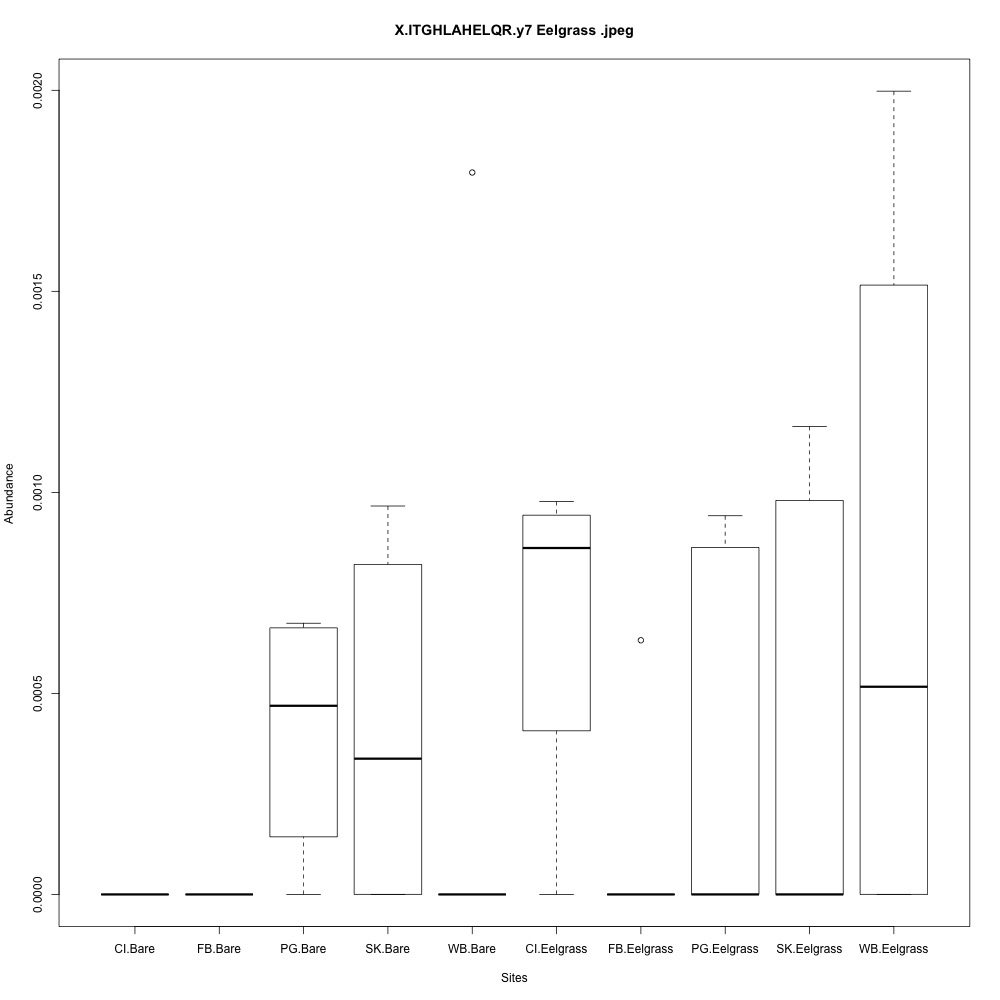 X.ITGHLAHELQR.y7 Eelgrass .jpeg
0.0020
0.0015
0.0010
0.0005
0.0000
Abundance
CI.Bare FB.Bare PG.Bare SK.Bare WB.Bare CI.Eelgrass FB.Eelgrass PG.Eelgrass SK.Eelgrass WB.Eelgrass
Sites